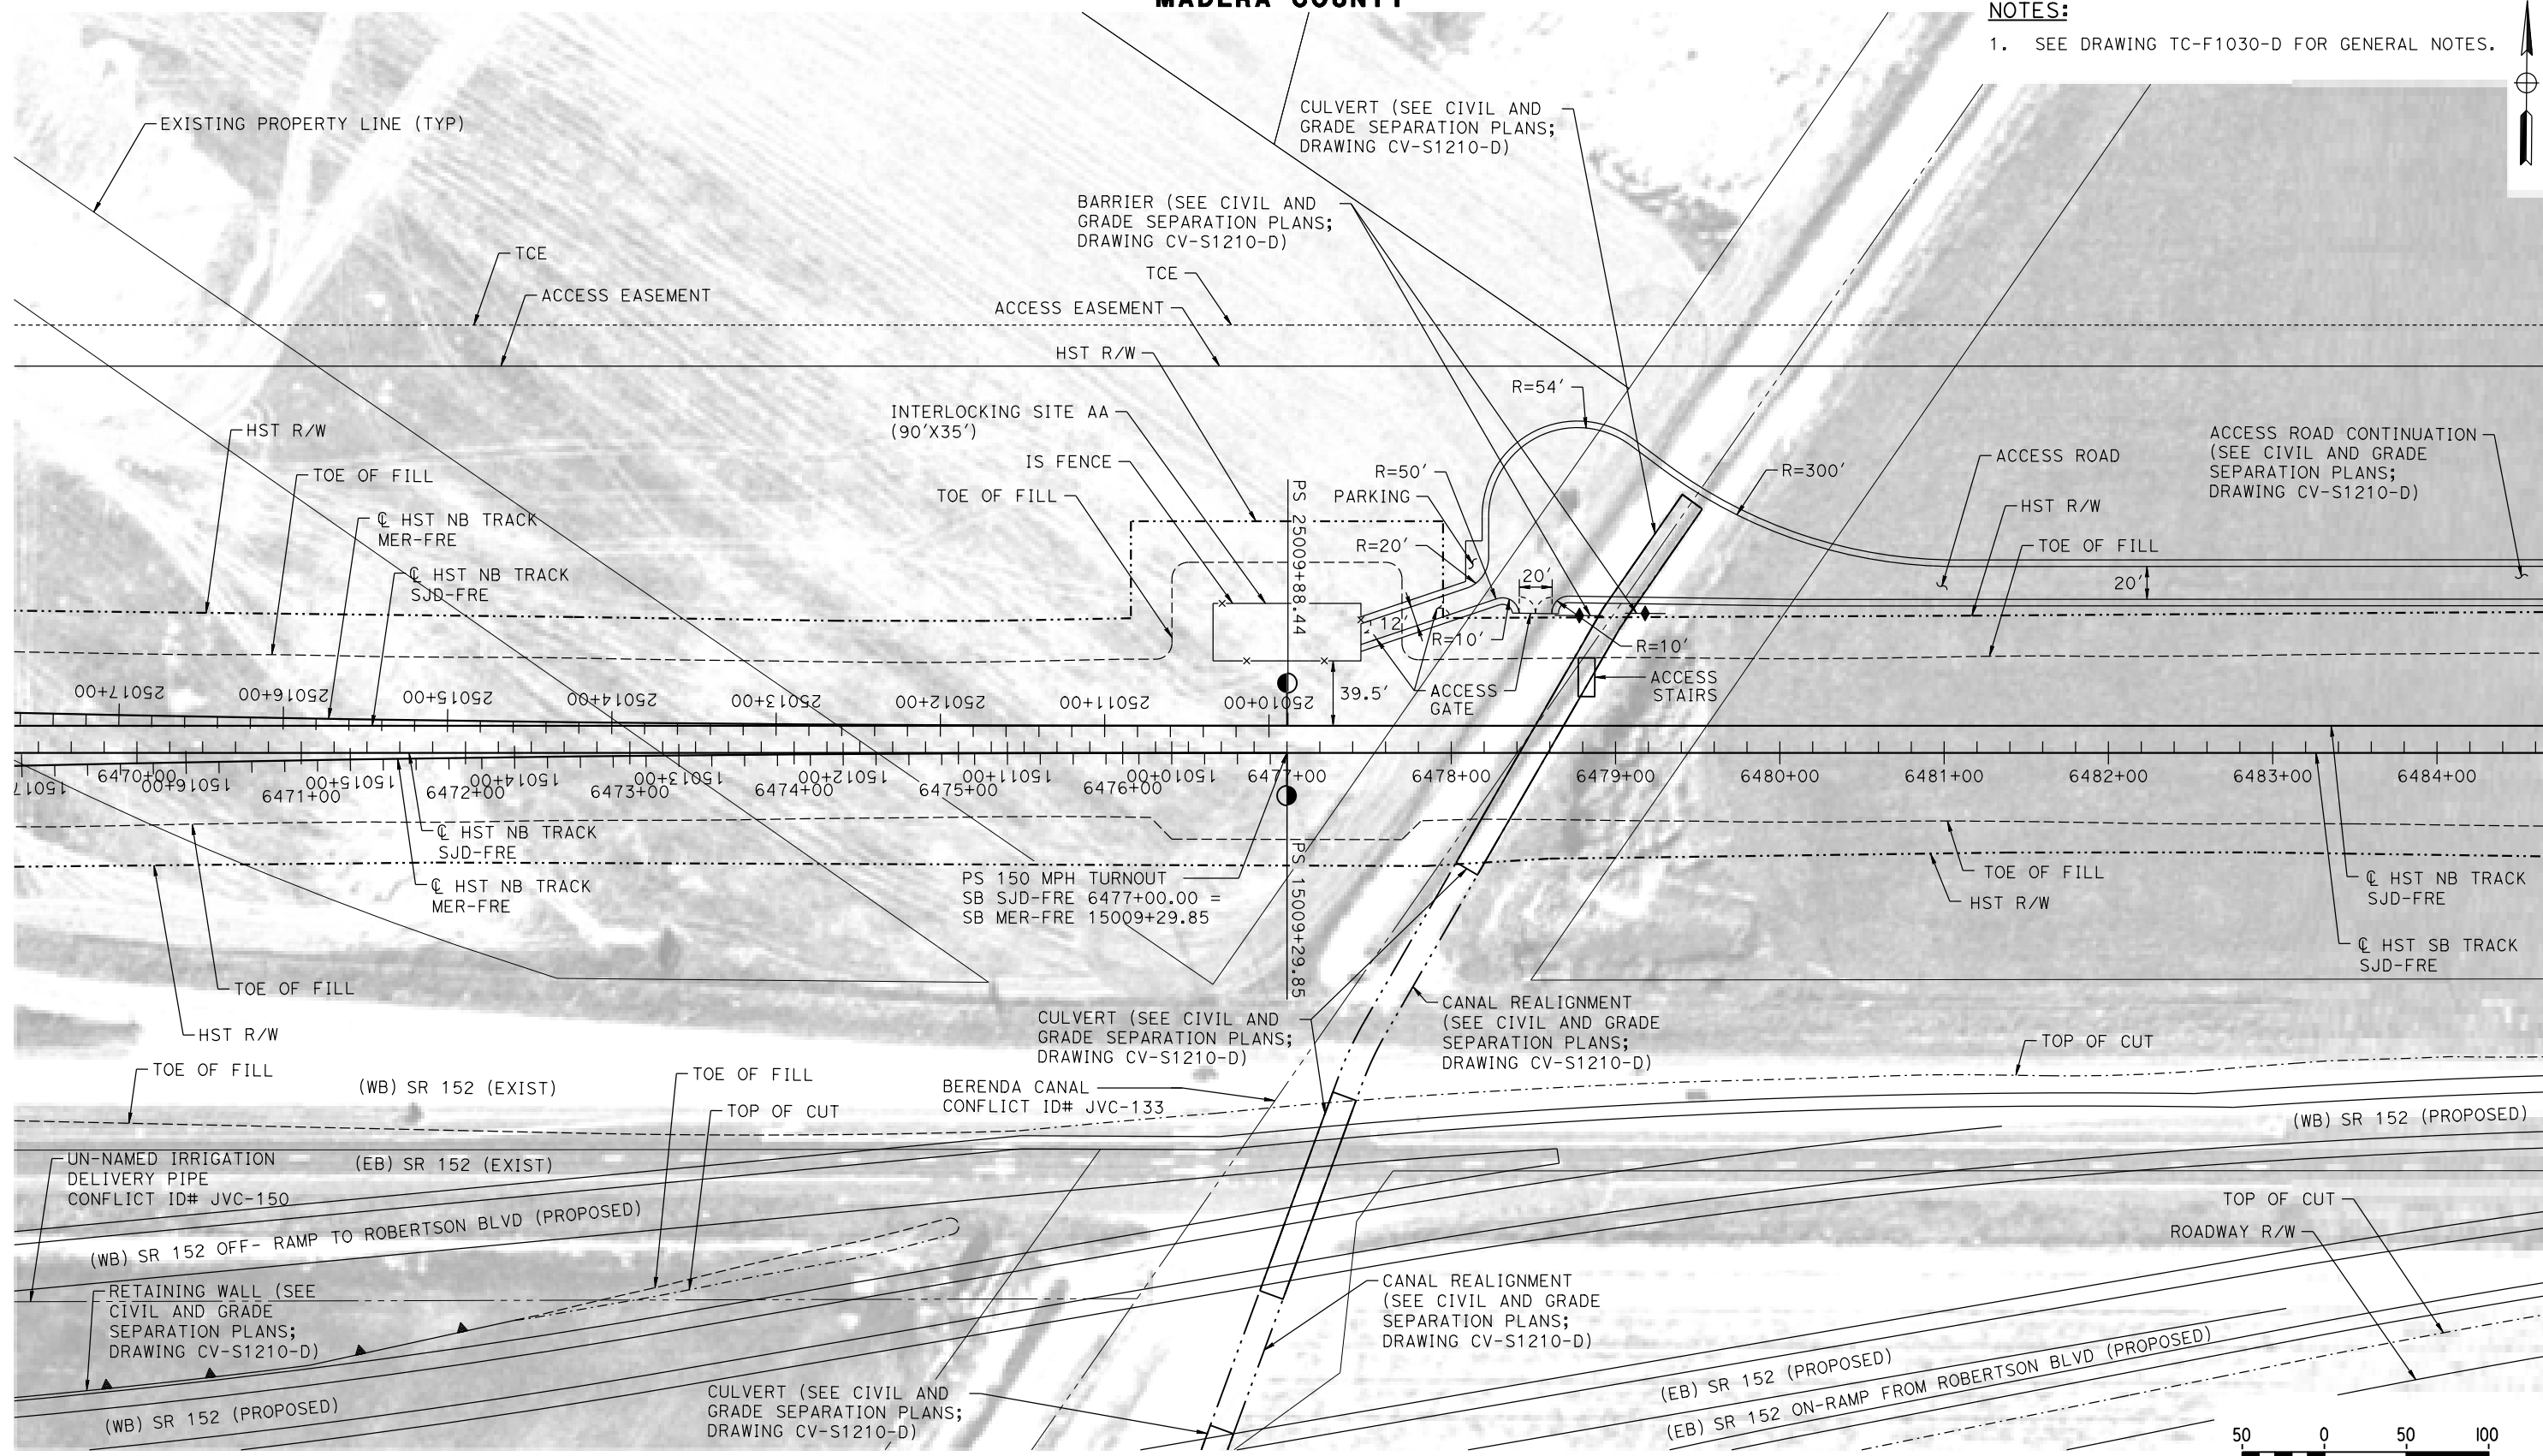 MADERA COUNTY
NOTES:
1. SEE DRAWING TC-F1030-D FOR GENERAL NOTES.
EXISTING PROPERTY LINE (TYP)
CULVERT (SEE CIVIL AND
GRADE SEPARATION PLANS;
DRAWING CV-S1210-D)
BARRIER (SEE CIVIL AND
GRADE SEPARATION PLANS;
DRAWING CV-S1210-D)
TCE
ACCESS EASEMENT
TCE
ACCESS EASEMENT
HST R/W
R=54'
INTERLOCKING SITE AA
(90'X35')
IS FENCE
TOE OF FILL
HST R/W
TOE OF FILL
℄ HST NB TRACK
MER-FRE
℄ HST NB TRACK
SJD-FRE
R=50'
PARKING
R=20'
R=300'
ACCESS ROAD
ACCESS ROAD CONTINUATION
(SEE CIVIL AND GRADE
SEPARATION PLANS;
DRAWING CV-S1210-D)
HST R/W
TOE OF FILL
20'
20'
PS 25009+88.44
12'
R=10'
R=10'
39.5'
ACCESS
GATE
ACCESS
STAIRS
25017+00
25016+00
25015+00
25014+00
25013+00
25012+00
25011+00
25010+00
15017
15016+00
15015+00
15014+00
15013+00
15012+00
15011+00
15010+00
6470+00
6471+00
6472+00
6473+00
6474+00
6475+00
6476+00
6477+00
6478+00
6479+00
6480+00
6481+00
6482+00
6483+00
6484+00
℄ HST NB TRACK
SJD-FRE
℄ HST NB TRACK
MER-FRE
PS 150 MPH TURNOUT
SB SJD-FRE 6477+00.00 =
SB MER-FRE 15009+29.85
PS 15009+29.85
TOE OF FILL
HST R/W
℄ HST NB TRACK
SJD-FRE
℄ HST SB TRACK
SJD-FRE
TOE OF FILL
HST R/W
CULVERT (SEE CIVIL AND
GRADE SEPARATION PLANS;
DRAWING CV-S1210-D)
CANAL REALIGNMENT
(SEE CIVIL AND GRADE
SEPARATION PLANS;
DRAWING CV-S1210-D)
TOP OF CUT
TOE OF FILL
(WB) SR 152 (EXIST)
TOE OF FILL
TOP OF CUT
BERENDA CANAL
CONFLICT ID# JVC-133
(WB) SR 152 (PROPOSED)
UN-NAMED IRRIGATION
DELIVERY PIPE
CONFLICT ID# JVC-150
(EB) SR 152 (EXIST)
(WB) SR 152 OFF- RAMP TO ROBERTSON BLVD (PROPOSED)
TOP OF CUT
ROADWAY R/W
RETAINING WALL (SEE
CIVIL AND GRADE
SEPARATION PLANS;
DRAWING CV-S1210-D)
CANAL REALIGNMENT
(SEE CIVIL AND GRADE
SEPARATION PLANS;
DRAWING CV-S1210-D)
(WB) SR 152 (PROPOSED)
CULVERT (SEE CIVIL AND
GRADE SEPARATION PLANS;
DRAWING CV-S1210-D)
(EB) SR 152 (PROPOSED)
(EB) SR 152 ON-RAMP FROM ROBERTSON BLVD (PROPOSED)
50 0 50 100